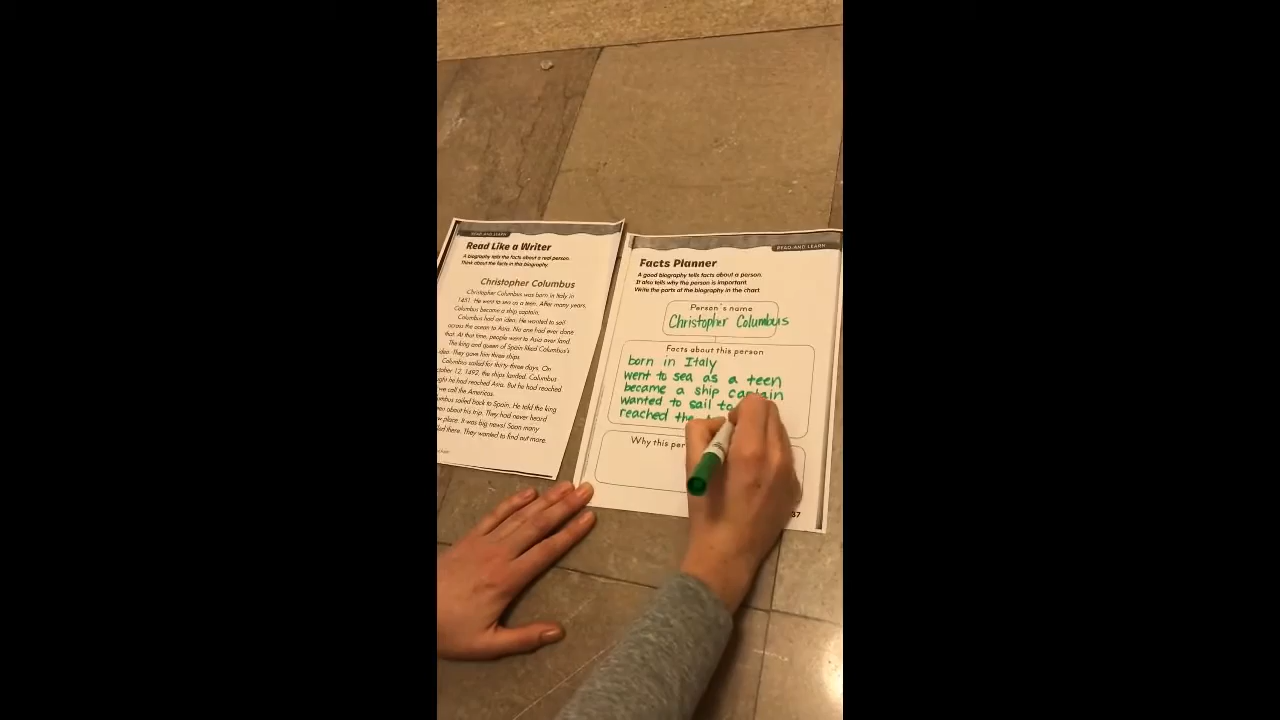 READ AND LEARN
Read Like a Writer
A biography tells the facts about a real person.
Think about the facts in this biography.
Christopher Columbus
Christopher Columbus was born in Italy in
1451. He went to sea as a teen. After many years,
Columbus became a ship captain.
Columbus had an idea. He wanted to sail
across the ocean to Asia. No one had ever done
that. At that time, people went to Asia over land.
The king and queen of Spain liked Columbus's
idea. They gave him three ships.
Columbus sailed for thirty three days. On
12, 1492, the ships landed. Columbus
he had reached Asia. But he had reached
we call the Americas.
sailed back to Spain. He told the king
about his trip. They had never heard
place. It was big news! Soon many
there. They wanted to find out more.
READ AND LEARN
Facts Planner
A good biography tells facts about a person.
It also tells why the person is important.
Write the parts of the biography in the chart
Person's name
Christopher Columbus
Facts about this person
born in Italy
went to sea as a teen
became a ship captain
wanted to sail to
reached the
Why this
37